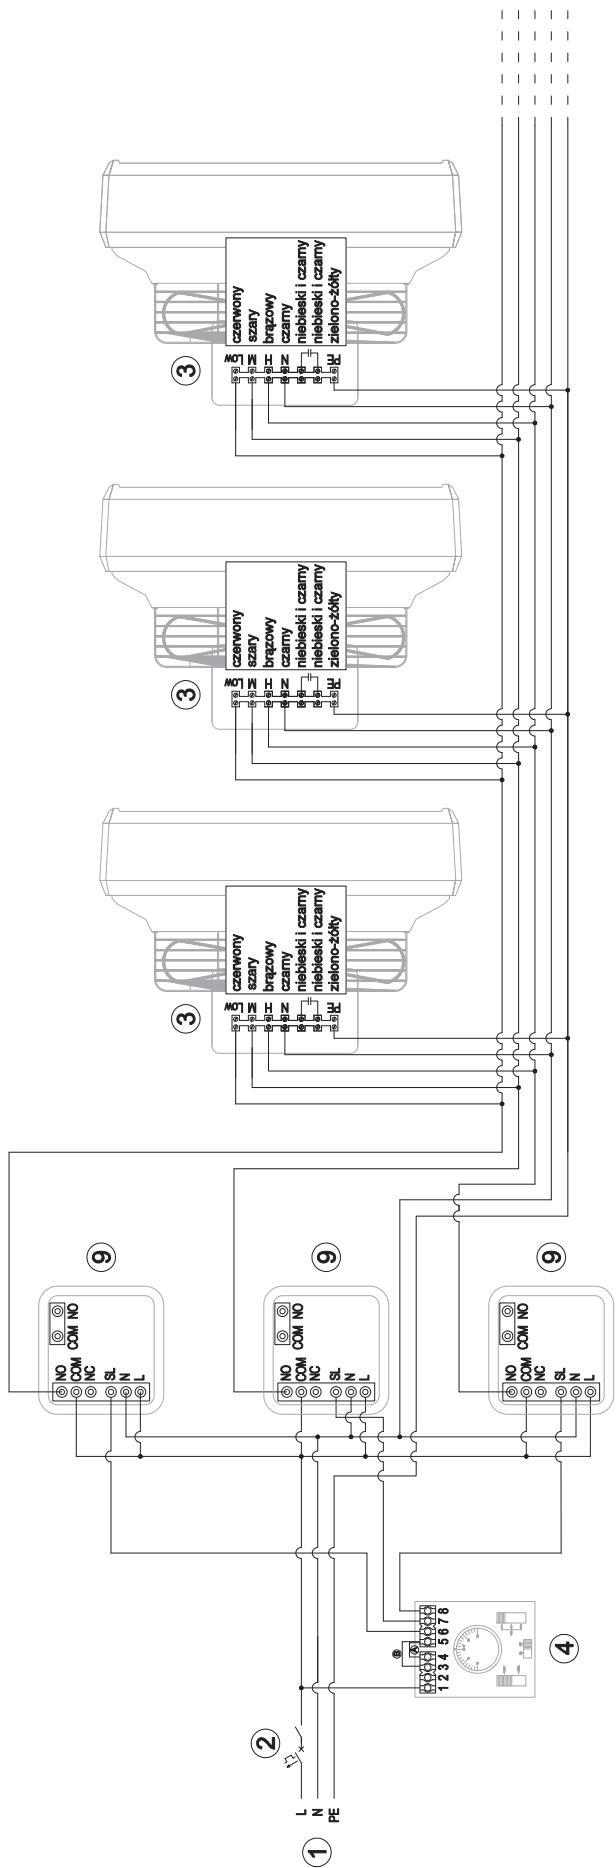 1
L
N
PE
2
B
A
1 2 3 4 5 6 7 8
4
NO
COM
NC
SL
N
L
COM NO
9
NO
COM
NC
SL
N
L
COM NO
9
NO
COM
NC
SL
N
L
COM NO
9
3
LOW
M
H
N
PE
czerwony
szary
brązowy
czarny
niebieski i czarny
niebieski i czarny
zielono-żółty
3
LOW
M
H
N
PE
czerwony
szary
brązowy
czarny
niebieski i czarny
niebieski i czarny
zielono-żółty
3
LOW
M
H
N
PE
czerwony
szary
brązowy
czarny
niebieski i czarny
niebieski i czarny
zielono-żółty